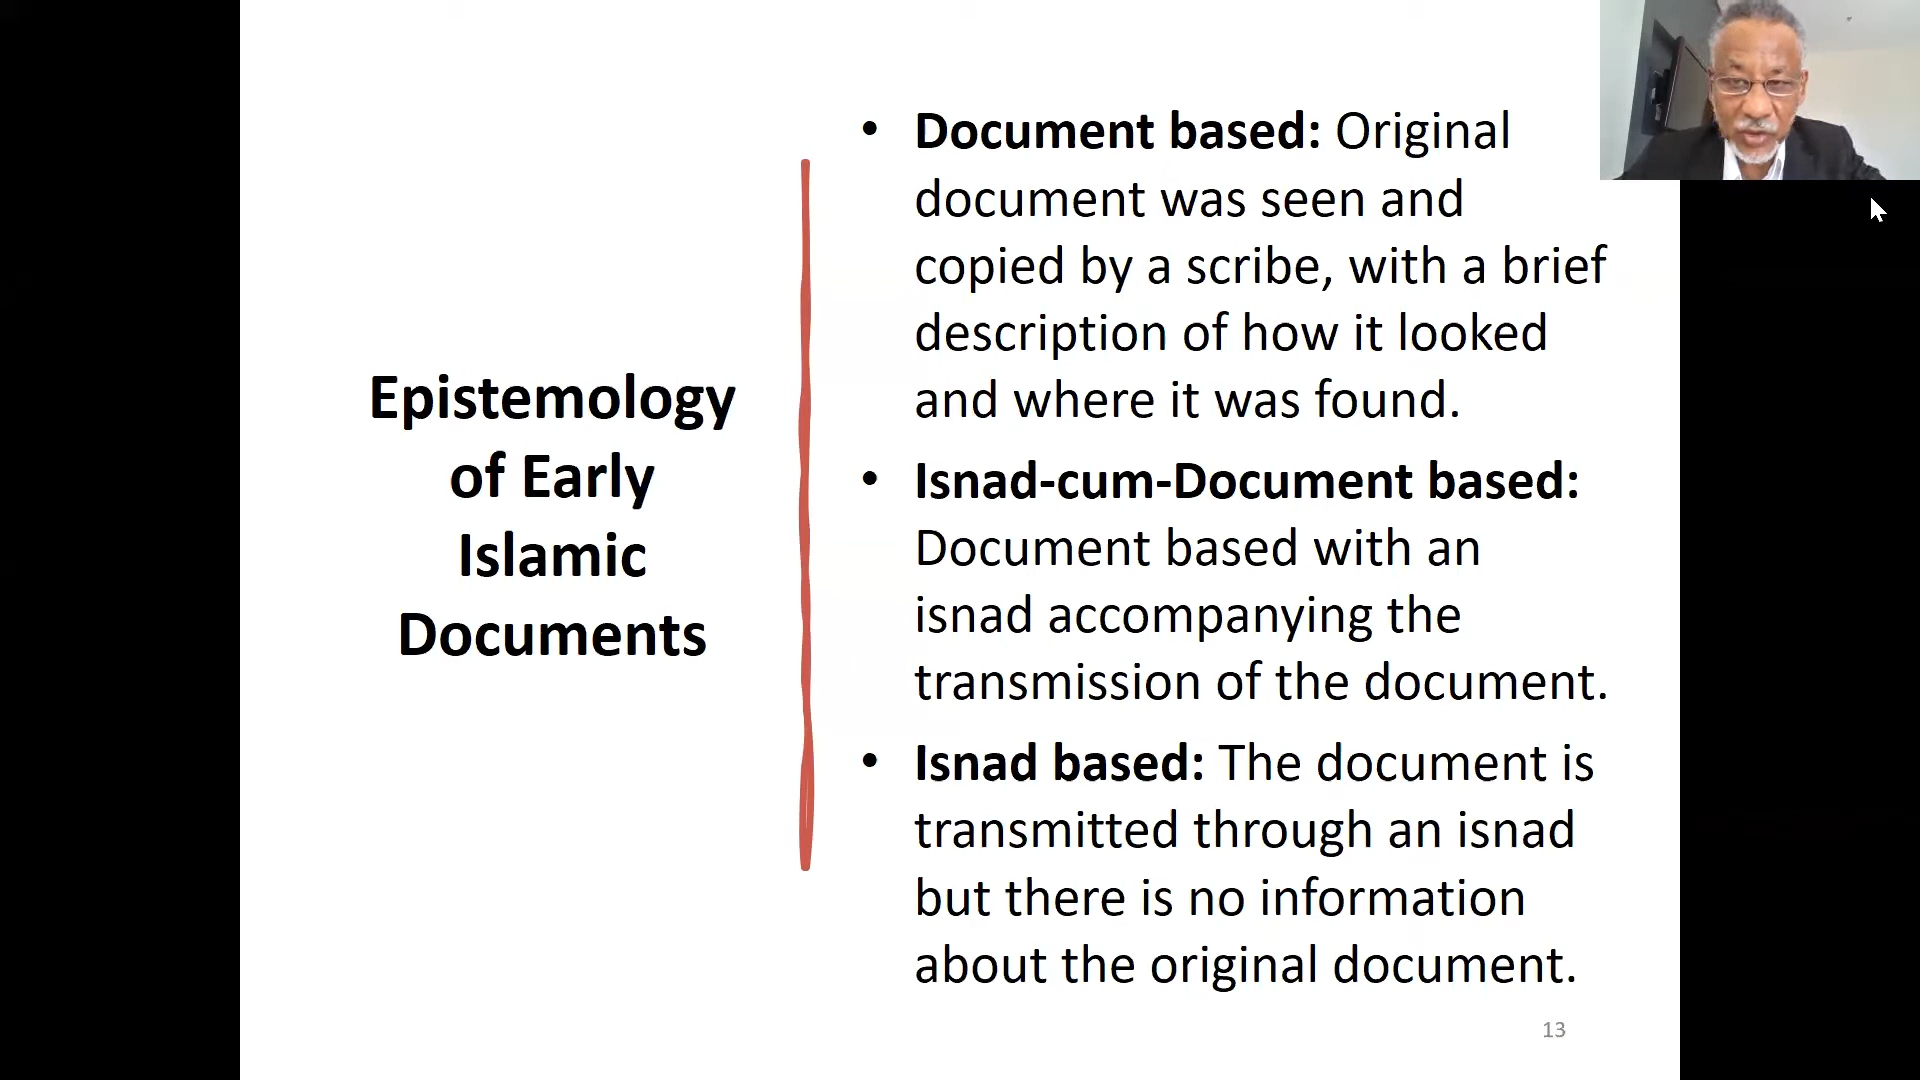 Epistemology
of Early
Islamic
Documents
• Document based: Original
document was seen and
copied by a scribe, with a brief
description of how it looked
and where it was found.
• Isnad-cum-Document based:
Document based with an
isnad accompanying the
transmission of the document.
• Isnad based: The document is
transmitted through an isnad
but there is no information
about the original document.
13